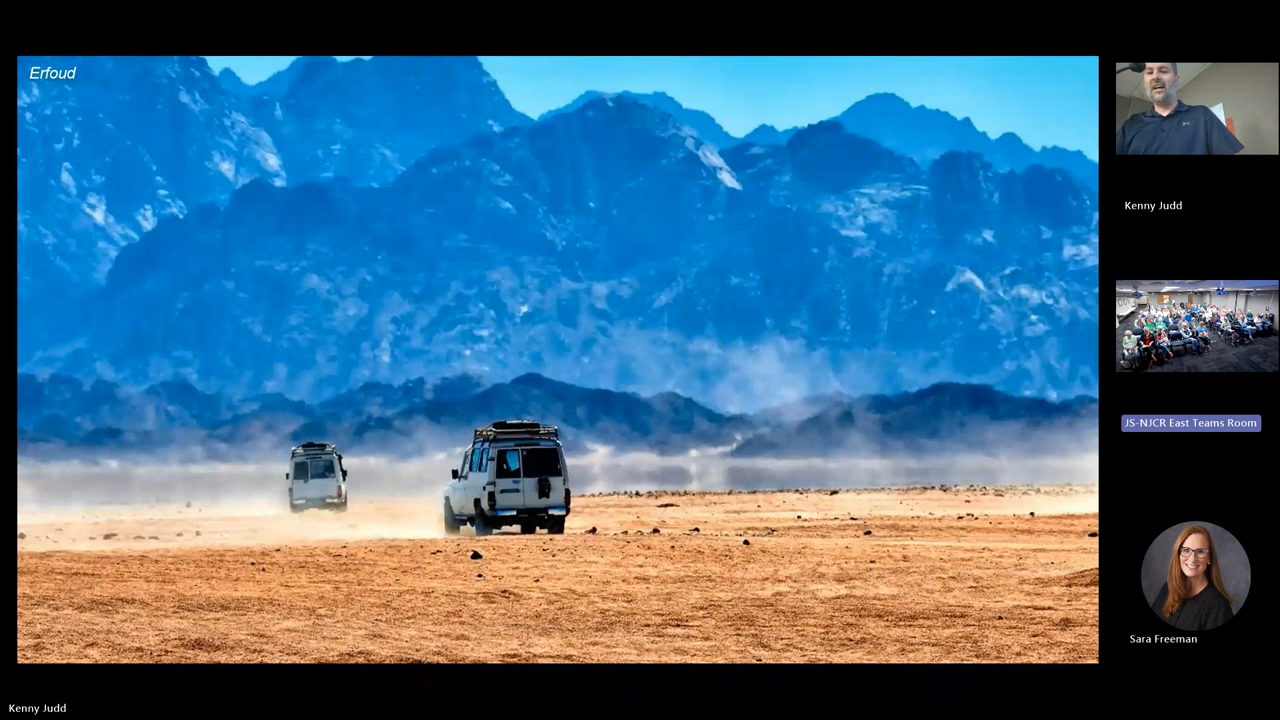 Erfoud
Kenny Judd
JS-NJCR East Teams Room
Sara Freeman
Kenny Judd